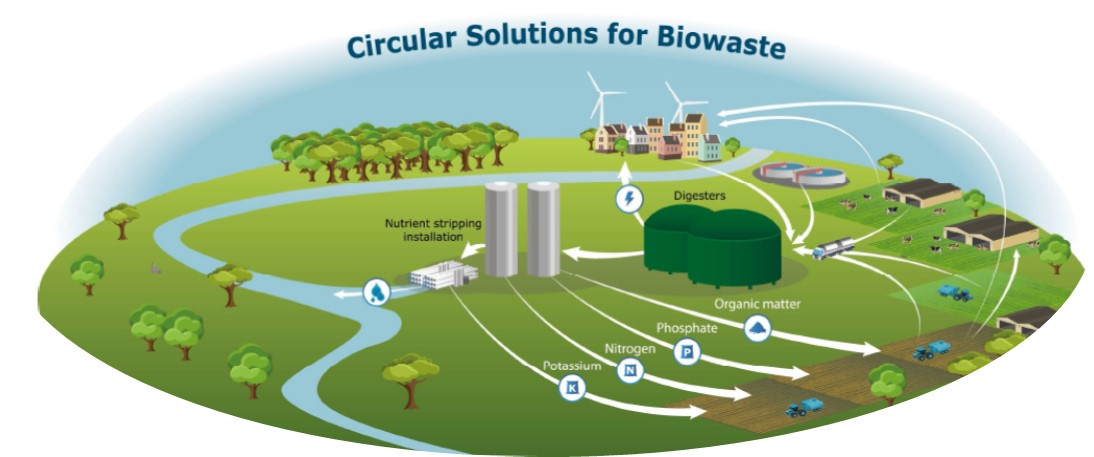 Circular Solutions for Biowaste
Digesters
Nutrient stripping
installation
Organic matter
Phosphate
P
Nitrogen
N
Potassium
K